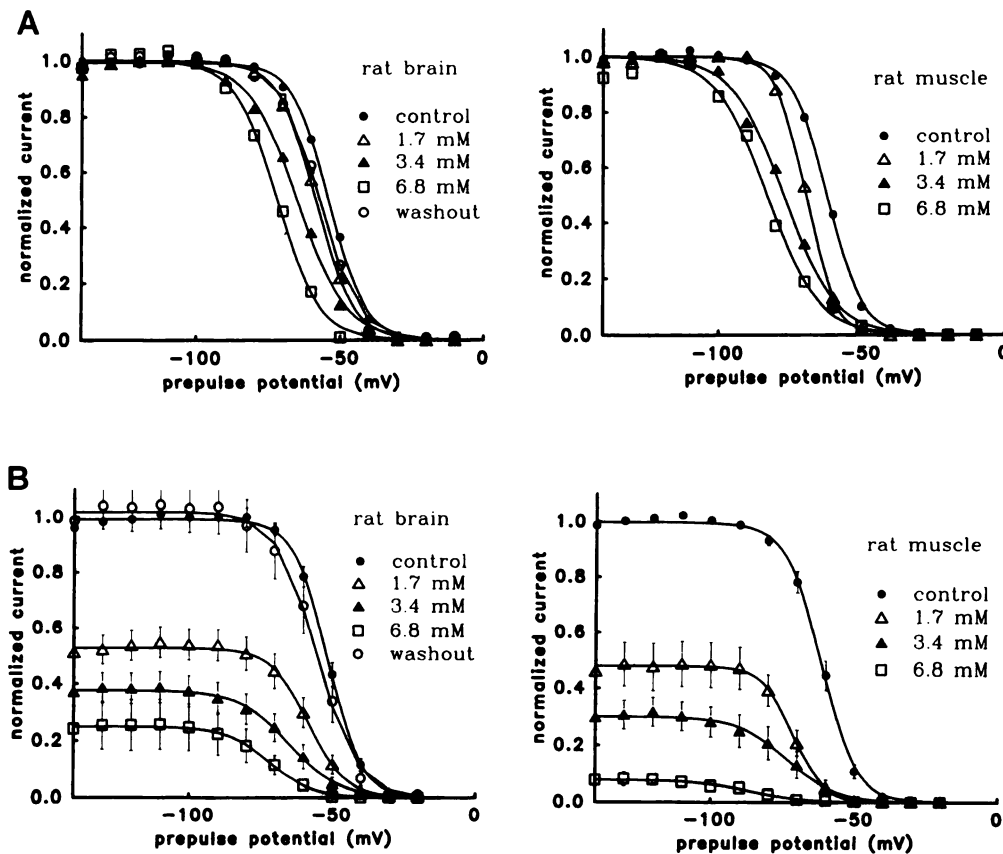 A
normalized current
1.0
0.8
0.6
0.4
0.2
0.0
-100
-50
0
prepulse potential (mV)
rat brain
control
1.7 mM
3.4 mM
6.8 mM
washout
normalized current
1.0
0.8
0.6
0.4
0.2
0.0
-100
-50
0
prepulse potential (mV)
rat muscle
control
1.7 mM
3.4 mM
6.8 mM
B
normalized current
1.0
0.8
0.6
0.4
0.2
0.0
-100
-50
0
prepulse potential (mV)
rat brain
control
1.7 mM
3.4 mM
6.8 mM
washout
normalized current
1.0
0.8
0.6
0.4
0.2
0.0
-100
-50
0
prepulse potential (mV)
rat muscle
control
1.7 mM
3.4 mM
6.8 mM